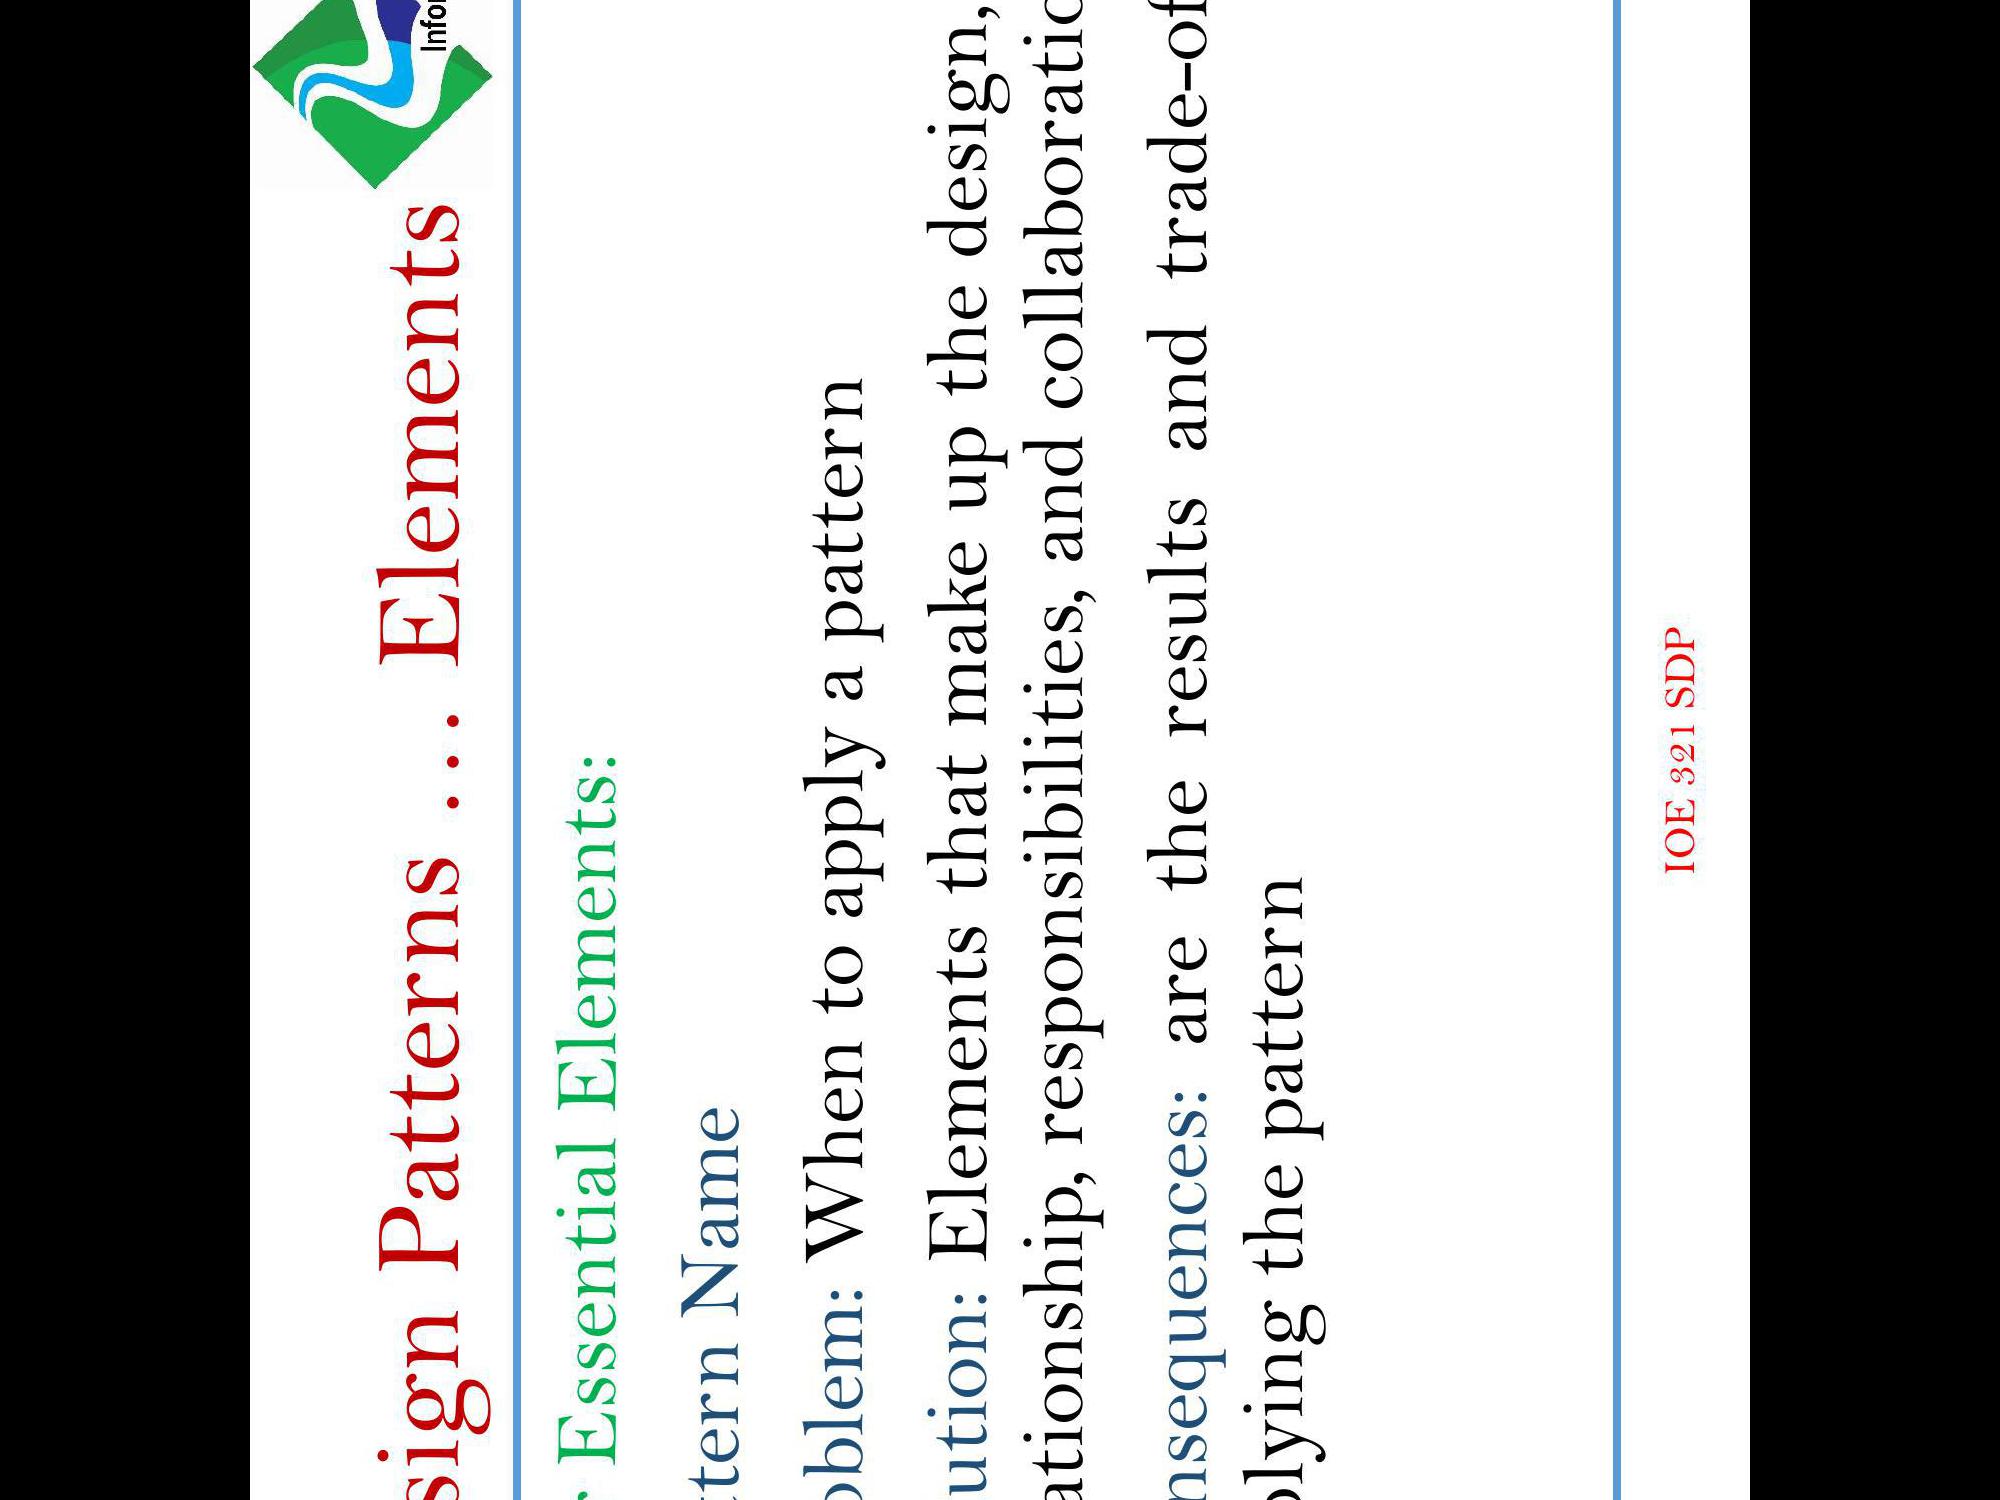 sign Patterns … Elements
Infor
r Essential Elements:
ttern Name
oblem: When to apply a pattern
ution: Elements that make up the design,
ationship, responsibilities, and collaboratio
nsequences: are the results and trade-of
plying the pattern
IOE 321 SDP